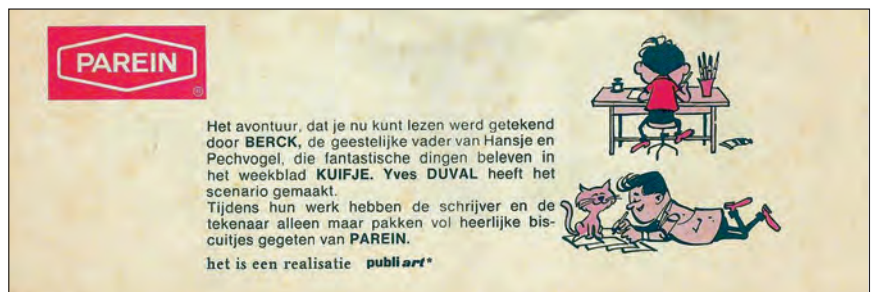 PAREIN
®
Het avontuur, dat je nu kunt lezen werd getekend
door BERCK, de geestelijke vader van Hansje en
Pechvogel, die fantastische dingen beleven in
het weekblad KUIFJE. Yves DUVAL heeft het
scenario gemaakt.
Tijdens hun werk hebben de schrijver en de
tekenaar alleen maar pakken vol heerlijke bis-
cuitjes gegeten van PAREIN.
het is een realisatie publiart*